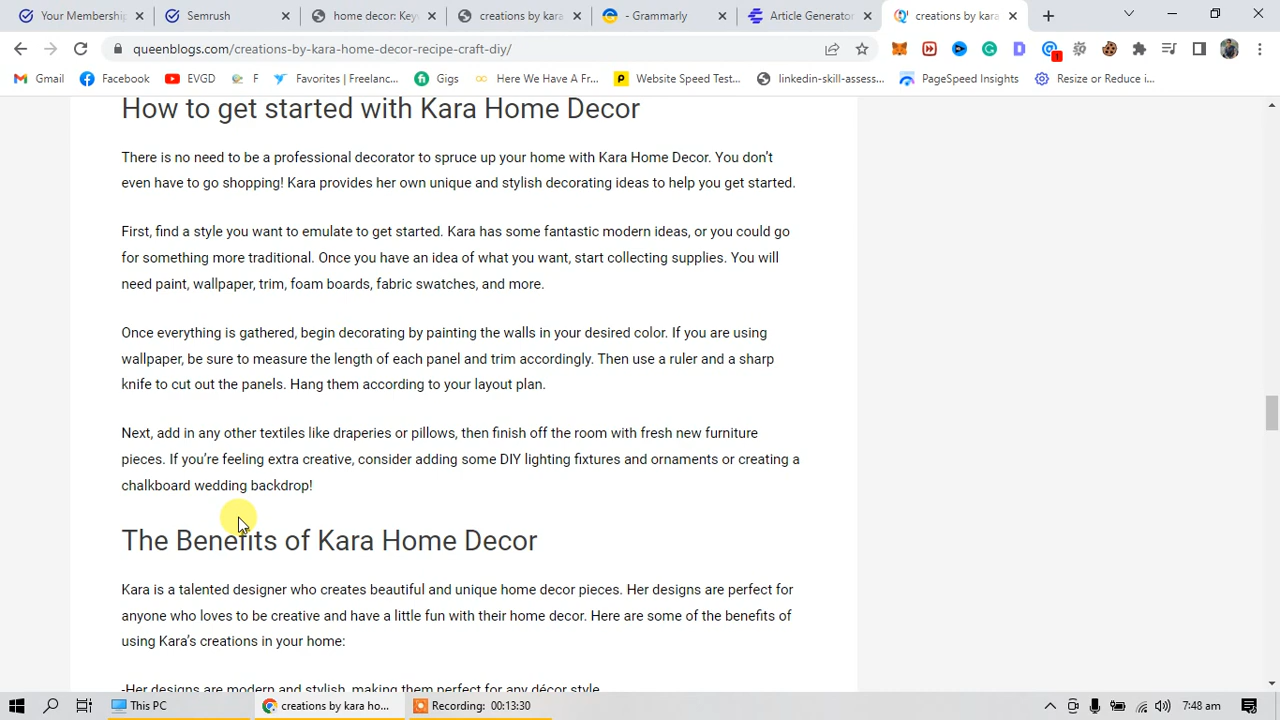 Your Membership
Semrush
home decor: Key
creations by kara
- Grammarly
Article Generator
creations by kara
queenblogs.com/creations-by-kara-home-decor-recipe-craft-diy/
1
Gmail
Facebook
EVGD
F
Favorites | Freelanc...
Gigs
Here We Have A Fr...
Website Speed Test...
linkedin-skill-assess...
PageSpeed Insights
Resize or Reduce i...
How to get started with Kara Home Decor
There is no need to be a professional decorator to spruce up your home with Kara Home Decor. You don’t
even have to go shopping! Kara provides her own unique and stylish decorating ideas to help you get started.
First, find a style you want to emulate to get started. Kara has some fantastic modern ideas, or you could go
for something more traditional. Once you have an idea of what you want, start collecting supplies. You will
need paint, wallpaper, trim, foam boards, fabric swatches, and more.
Once everything is gathered, begin decorating by painting the walls in your desired color. If you are using
wallpaper, be sure to measure the length of each panel and trim accordingly. Then use a ruler and a sharp
knife to cut out the panels. Hang them according to your layout plan.
Next, add in any other textiles like draperies or pillows, then finish off the room with fresh new furniture
pieces. If you’re feeling extra creative, consider adding some DIY lighting fixtures and ornaments or creating a
chalkboard wedding backdrop!
The Benefits of Kara Home Decor
Kara is a talented designer who creates beautiful and unique home decor pieces. Her designs are perfect for
anyone who loves to be creative and have a little fun with their home decor. Here are some of the benefits of
using Kara’s creations in your home:
-Her designs are modern and stylish, making them perfect for any décor style
This PC
creations by kara ho...
Recording: 00:13:30
7:48 am